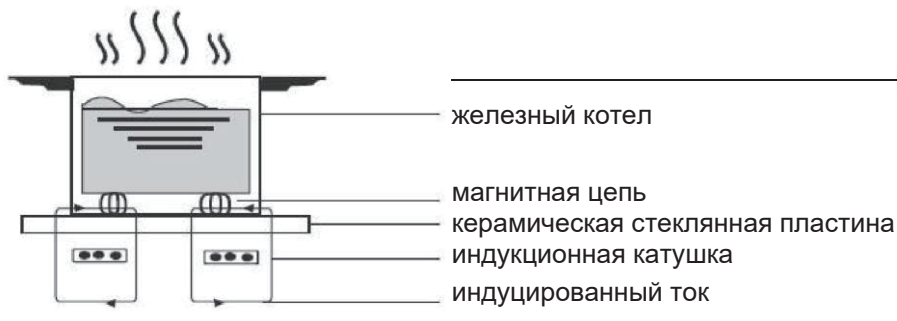 железный котел
магнитная цепь
керамическая стеклянная пластина
индукционная катушка
индуцированный ток